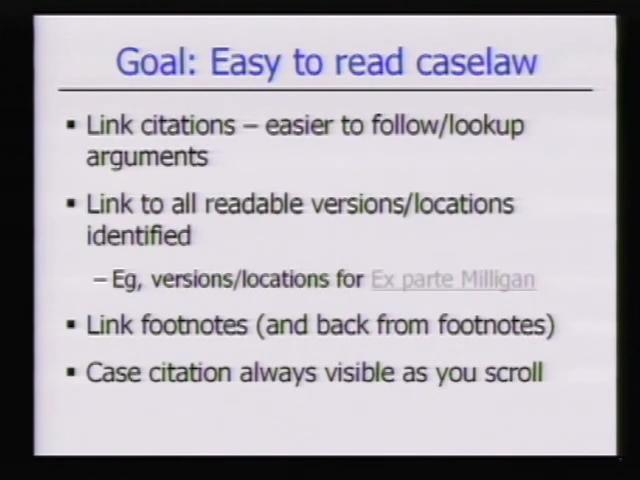 Goal: Easy to read caselaw
▪ Link citations – easier to follow/lookup
arguments
▪ Link to all readable versions/locations
identified
– Eg, versions/locations for Ex parte Milligan
▪ Link footnotes (and back from footnotes)
▪ Case citation always visible as you scroll